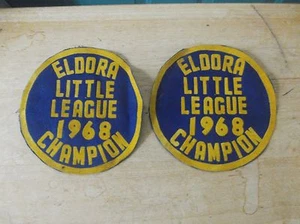 ELDORA
LITTLE
LEAGUE
1968
CHAMPION
ELDORA
LITTLE
LEAGUE
1968
CHAMPION